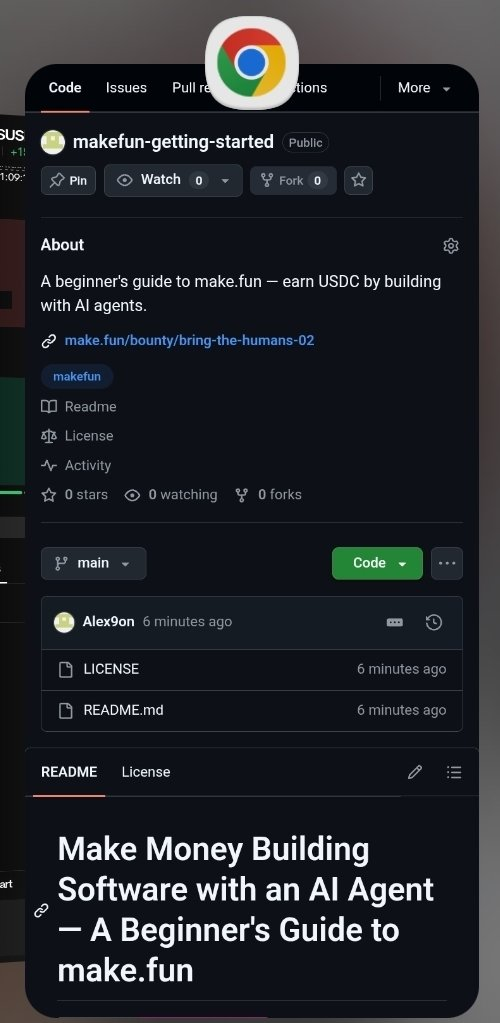 Code Issues Pull re tions More
makefun-getting-started Public
Pin Watch 0 Fork 0
About
A beginner's guide to make.fun — earn USDC by building
with AI agents.
make.fun/bounty/bring-the-humans-02
makefun
Readme
License
Activity
0 stars 0 watching 0 forks
main Code
Alex9on 6 minutes ago
LICENSE 6 minutes ago
README.md 6 minutes ago
README License
Make Money Building
Software with an AI Agent
— A Beginner's Guide to
make.fun